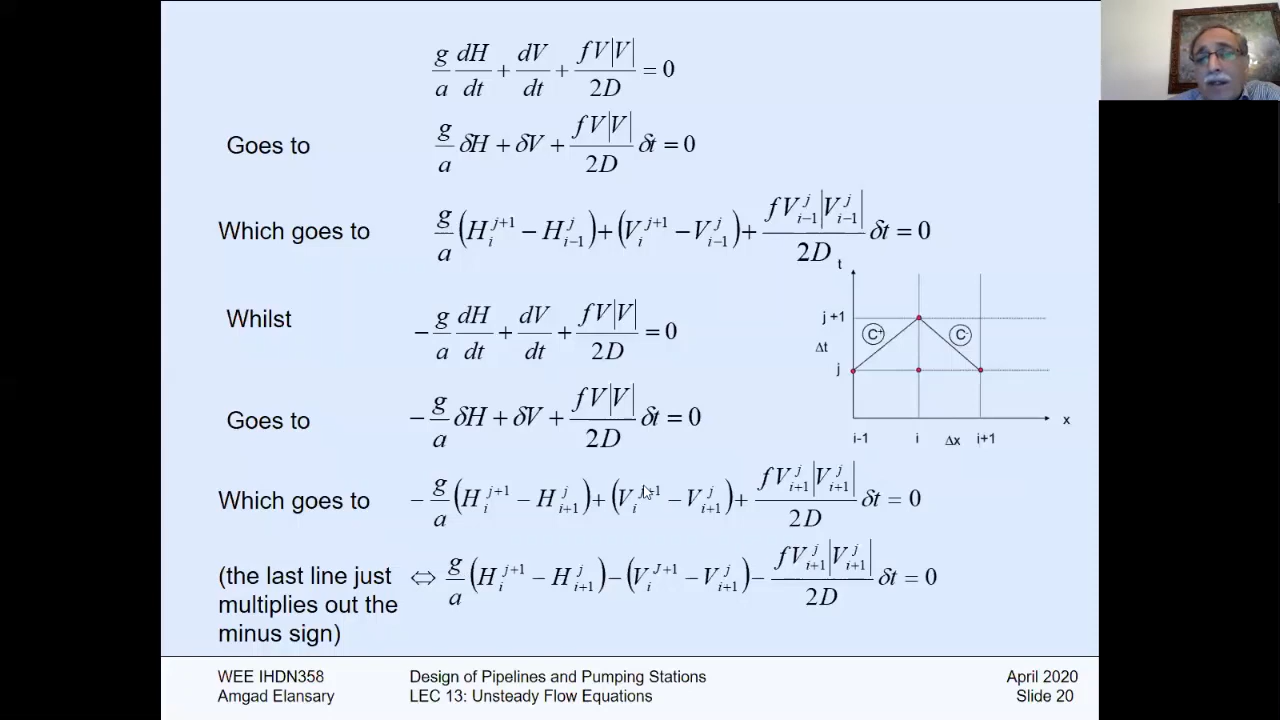 g/a dH/dt + dV/dt + fV|V|/2D = 0
Goes to g/a δH + δV + fV|V|/2D δt = 0
Which goes to g/a (H_i^{j+1} − H_{i−1}^j) + (V_i^{j+1} − V_{i−1}^j) + fV_{i−1}^j|V_{i−1}^j|/2D δt = 0
Whilst −g/a dH/dt + dV/dt + fV|V|/2D = 0
t
j +1
C+
C-
Δt
j
x
i-1 i Δx i+1
Goes to −g/a δH + δV + fV|V|/2D δt = 0
Which goes to −g/a (H_i^{j+1} − H_{i+1}^j) + (V_i^{j+1} − V_{i+1}^j) + fV_{i+1}^j|V_{i+1}^j|/2D δt = 0
(the last line just
multiplies out the
minus sign)
⇔ g/a (H_i^{j+1} − H_{i+1}^j) − (V_i^{J+1} − V_{i+1}^j) − fV_{i+1}^j|V_{i+1}^j|/2D δt = 0
WEE IHDN358 Design of Pipelines and Pumping Stations April 2020
Amgad Elansary LEC 13: Unsteady Flow Equations Slide 20